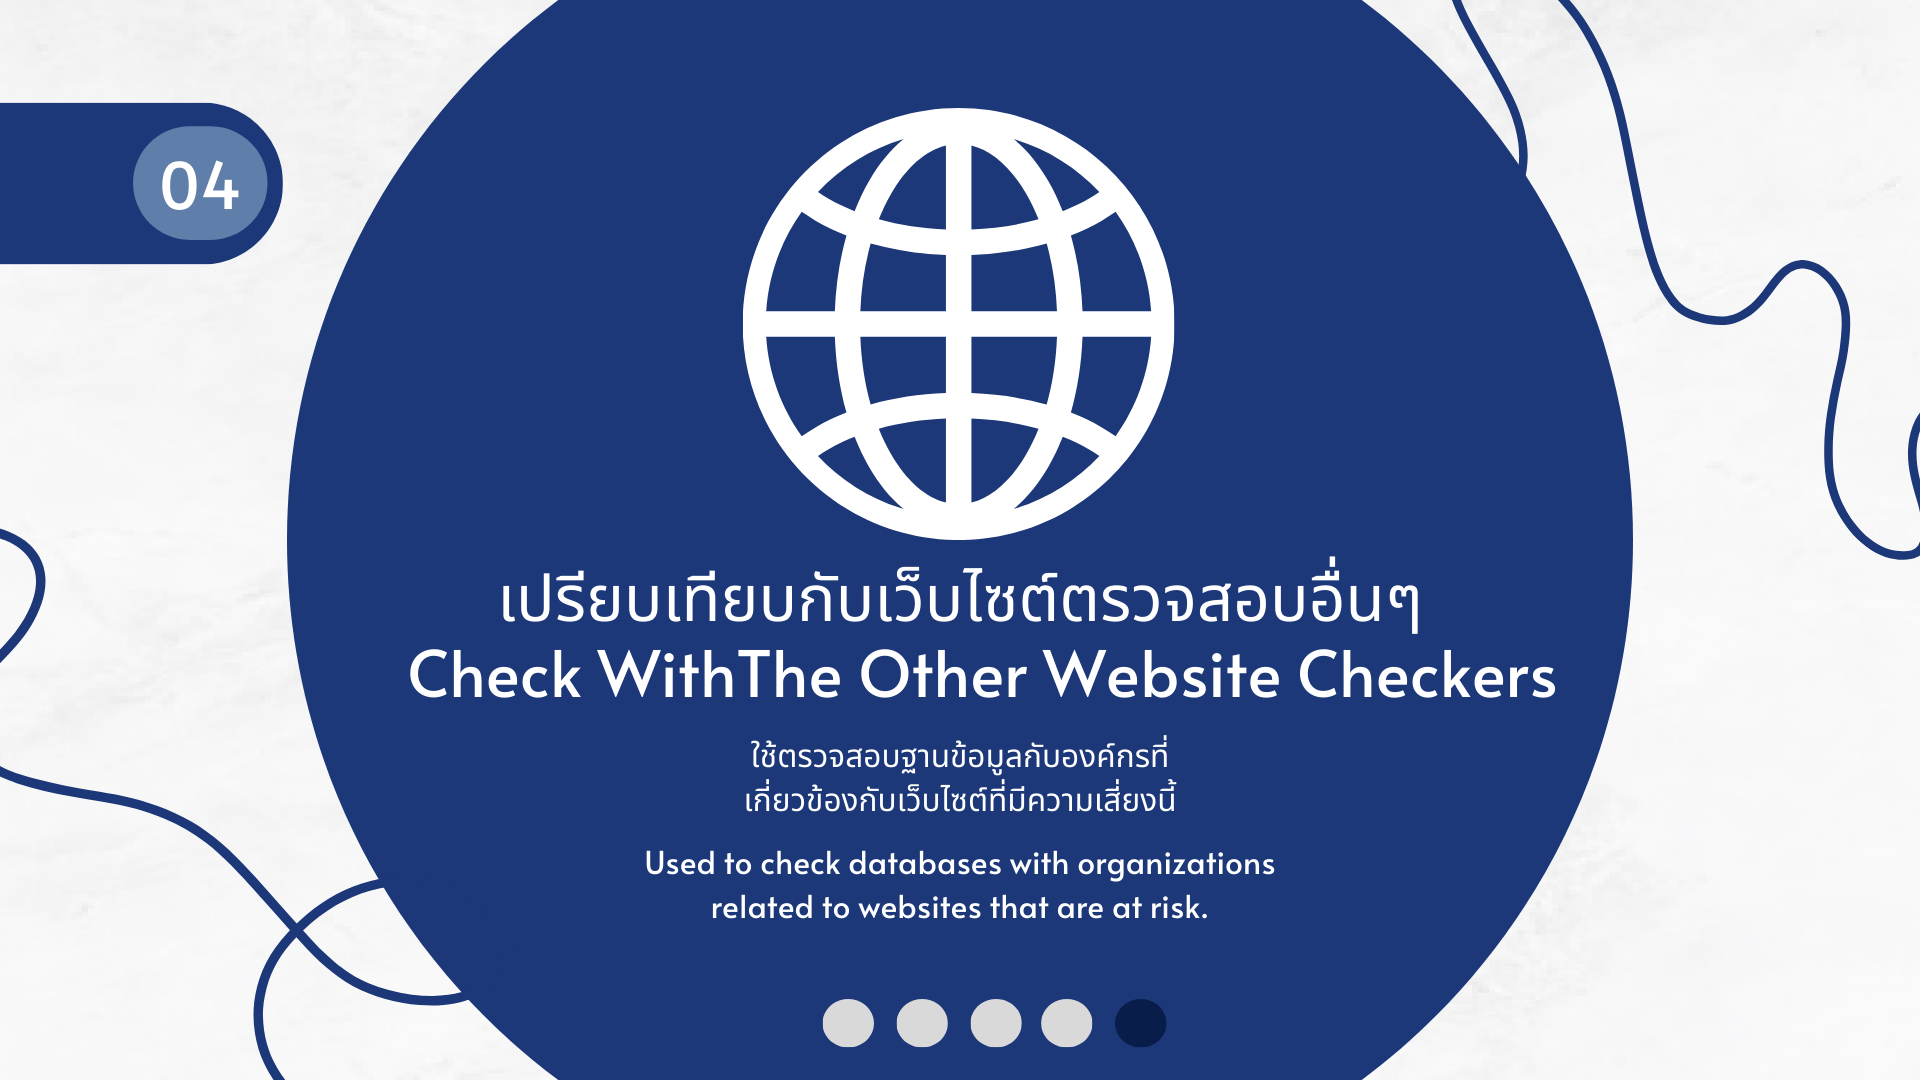 04
เปรียบเทียบกับเว็บไซต์ตรวจสอบอื่นๆ
Check WithThe Other Website Checkers
ใช้ตรวจสอบฐานข้อมูลกับองค์กรที่
เกี่ยวข้องกับเว็บไซต์ที่มีความเสี่ยงนี้
Used to check databases with organizations
related to websites that are at risk.